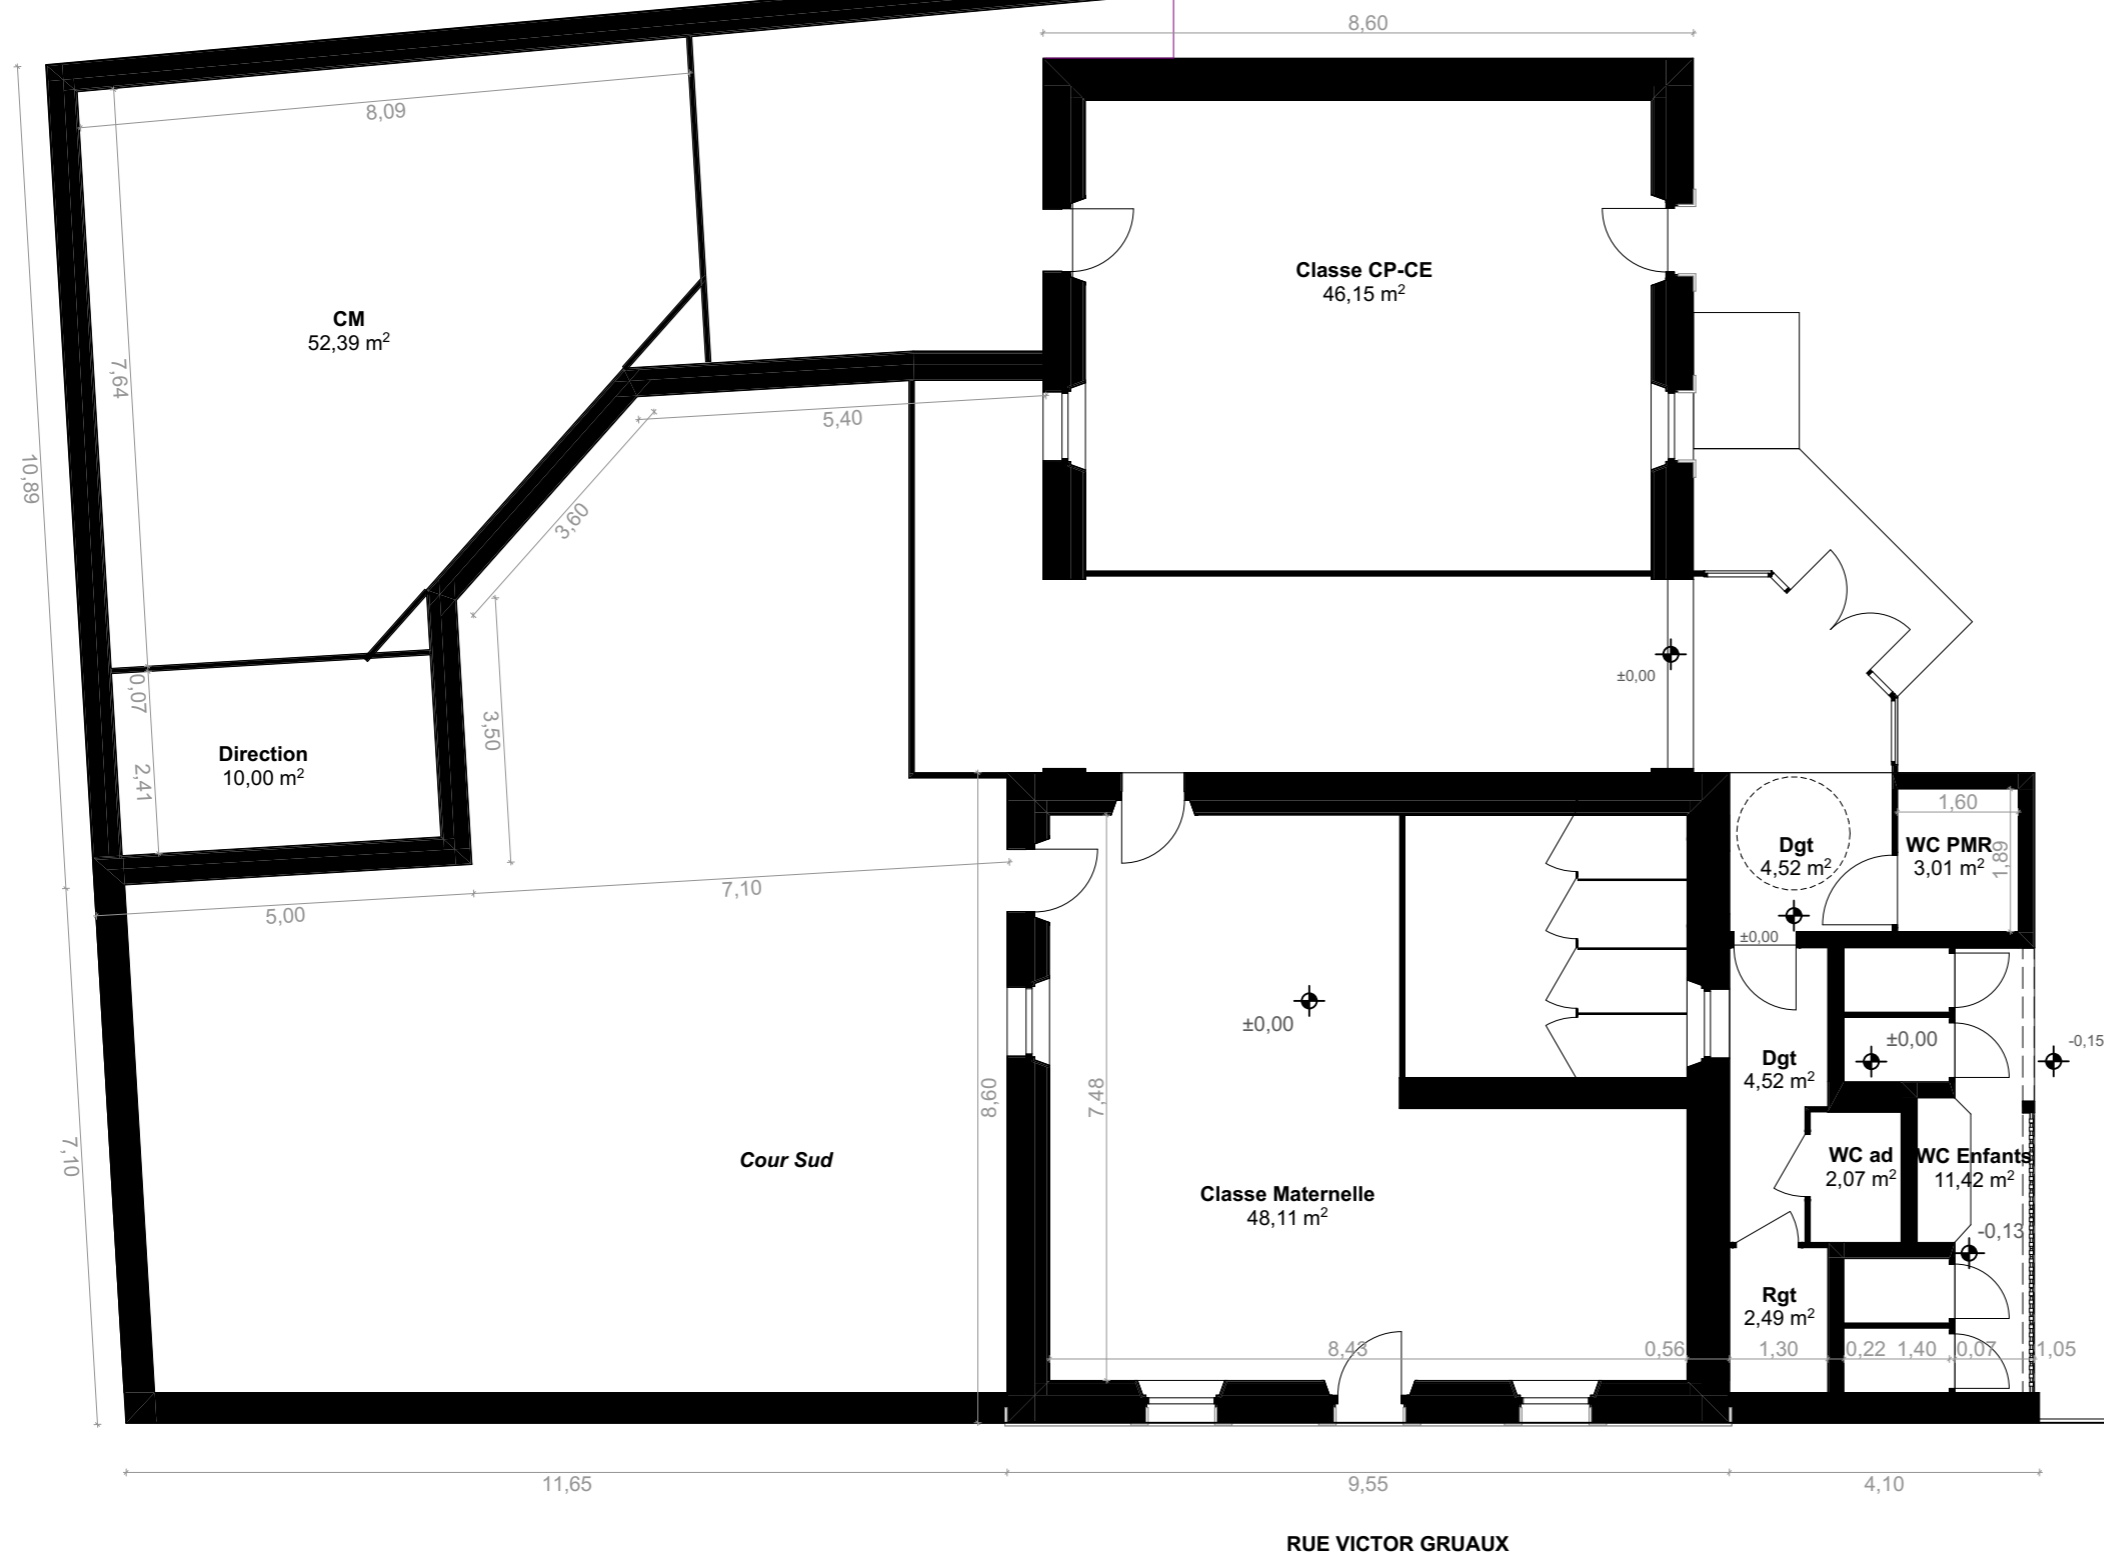 8,60
8,09
Classe CP-CE
46,15 m²
CM
52,39 m²
7,64
5,40
10,89
3,60
±0,00
0,07
3,50
Direction
10,00 m²
2,41
1,60
Dgt
4,52 m²
WC PMR
3,01 m²
1,89
7,10
5,00
±0,00
±0,00
±0,00
-0,15
Dgt
4,52 m²
8,60
7,48
7,10
Cour Sud
WC ad
2,07 m²
WC Enfants
11,42 m²
Classe Maternelle
48,11 m²
-0,13
Rgt
2,49 m²
8,43
0,56
1,30
0,22
1,40
0,07
1,05
11,65
9,55
4,10
RUE VICTOR GRUAUX